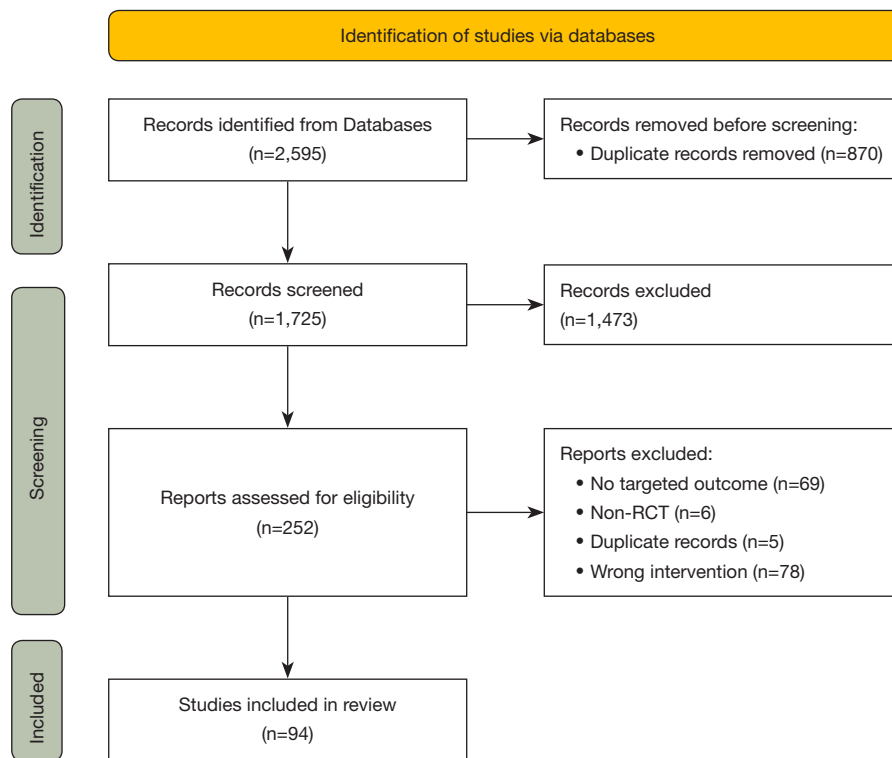 Identification of studies via databases
Identification
Records identified from Databases
(n=2,595)
Records removed before screening:
• Duplicate records removed (n=870)
Screening
Records screened
(n=1,725)
Records excluded
(n=1,473)
Reports assessed for eligibility
(n=252)
Reports excluded:
• No targeted outcome (n=69)
• Non-RCT (n=6)
• Duplicate records (n=5)
• Wrong intervention (n=78)
Included
Studies included in review
(n=94)